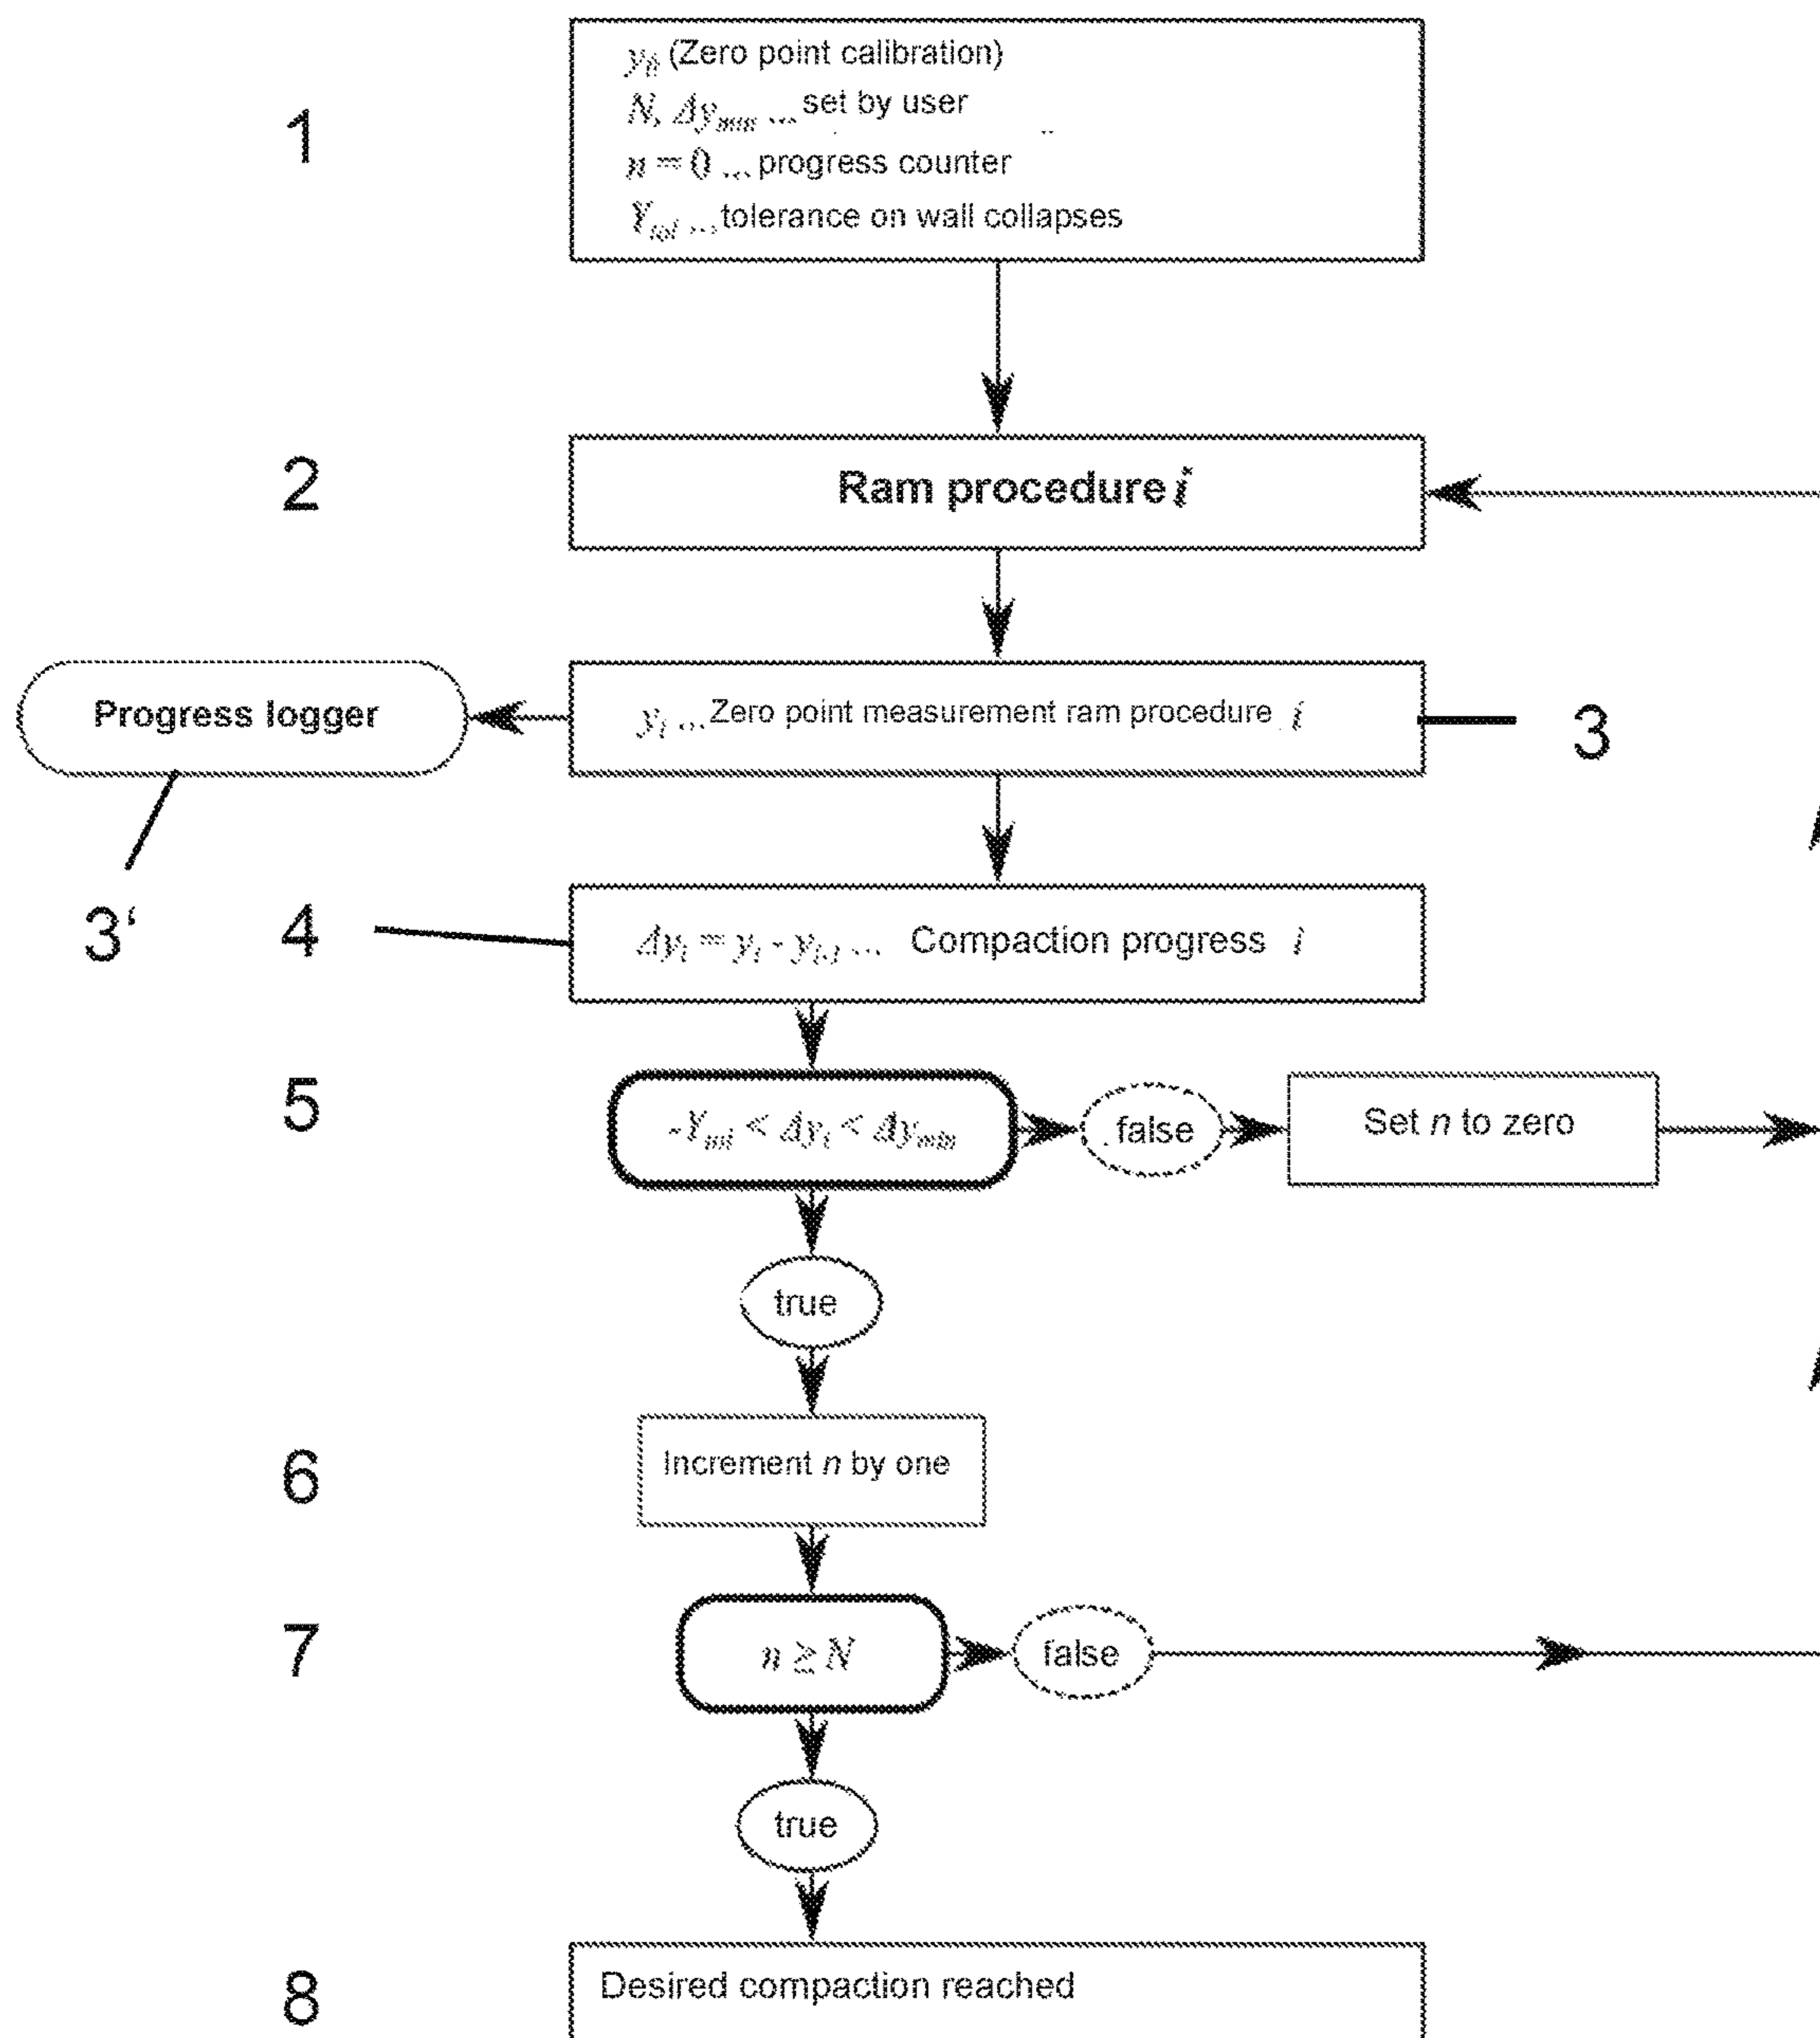 1
y₀ (Zero point calibration)
N, Δyₘᵢₙ ... set by user
n = 0 ... progress counter
Yₜₒₗ ... tolerance on wall collapses
2
Ram procedure i
Progress logger
yᵢ ... Zero point measurement ram procedure i
3
3‘
4
Δyᵢ = yᵢ - yᵢ₋₁ ... Compaction progress i
5
-Yₜₒₗ < Δyᵢ < Δyₘᵢₙ
false
Set n to zero
true
6
Increment n by one
7
n ≥ N
false
true
8
Desired compaction reached